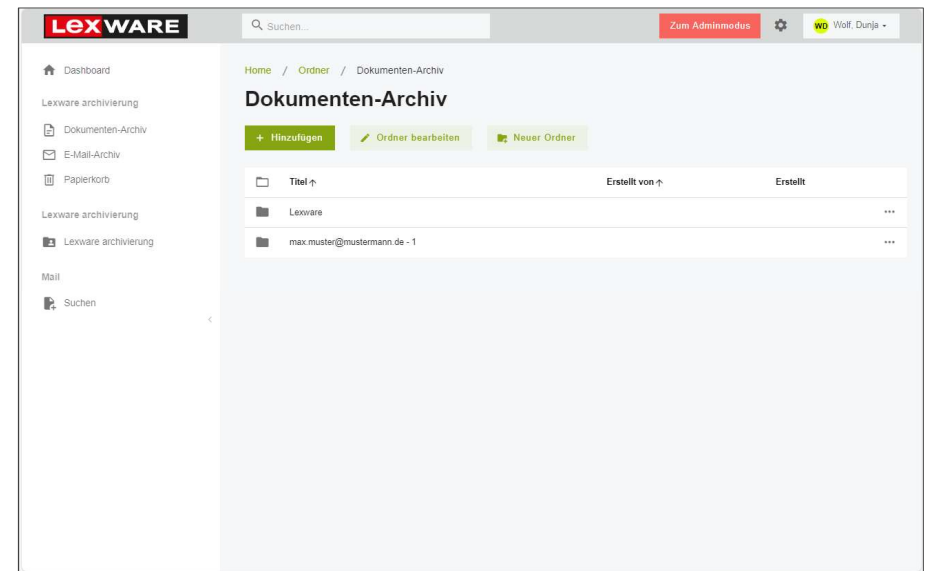 LEXWARE
Suchen...
Zum Adminmodus
WD Wolf, Dunja
Dashboard
Lexware archivierung
Dokumenten-Archiv
E-Mail-Archiv
Papierkorb
Lexware archivierung
Lexware archivierung
Mail
Suchen
Home / Ordner / Dokumenten-Archiv
Dokumenten-Archiv
+ Hinzufügen Ordner bearbeiten Neuer Ordner
Titel Erstellt von Erstellt
Lexware
max.muster@mustermann.de - 1